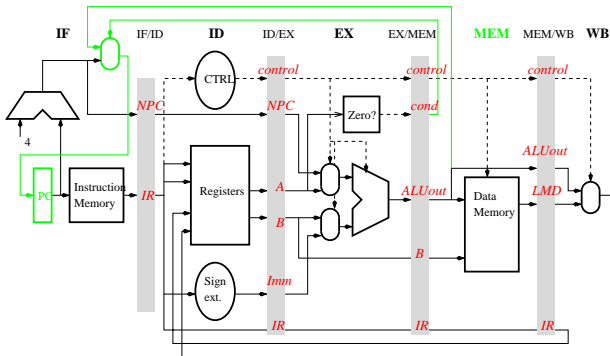 IF IF/ID ID ID/EX EX EX/MEM MEM MEM/WB WB
CTRL control control control
NPC NPC Zero? cond
4
PC Instruction Memory IR
Registers A B
ALUout
Data Memory
ALUout
LMD
B
Sign ext. Imm
IR IR IR